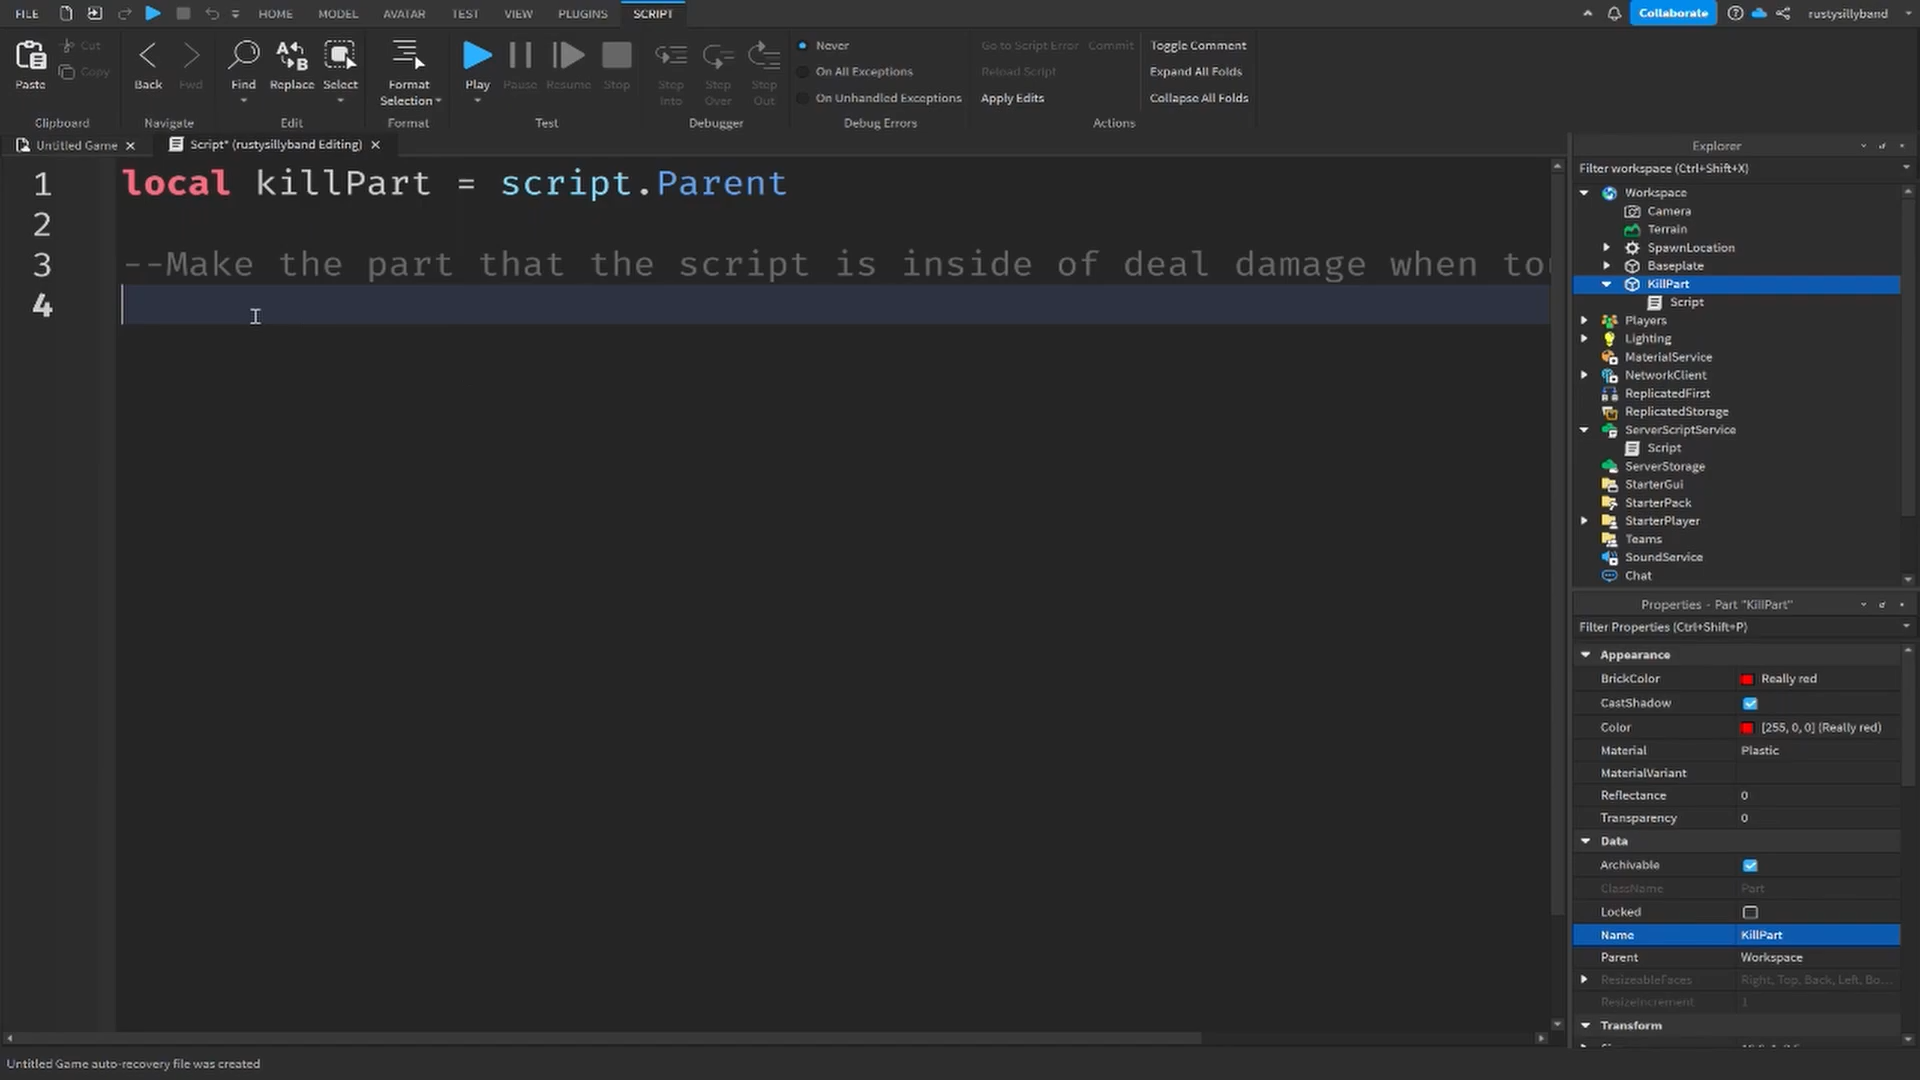 FILE HOME MODEL AVATAR TEST VIEW PLUGINS SCRIPT Collaborate rustysillyband
Paste Cut Copy
Clipboard
Back Fwd
Navigate
Find Replace Select
Edit
Format Selection
Format
Play Pause Resume Stop
Test
Step Into Step Over Step Out
Debugger
Never
On All Exceptions
On Unhandled Exceptions
Debug Errors
Go to Script Error Commit
Reload Script
Apply Edits
Toggle Comment
Expand All Folds
Collapse All Folds
Actions
Untitled Game
Script* (rustysillyband Editing)
1 local killPart = script.Parent
2
3 --Make the part that the script is inside of deal damage when
4
Explorer
Filter workspace (Ctrl+Shift+X)
Workspace
Camera
Terrain
SpawnLocation
Baseplate
KillPart
Script
Players
Lighting
MaterialService
NetworkClient
ReplicatedFirst
ReplicatedStorage
ServerScriptService
Script
ServerStorage
StarterGui
StarterPack
StarterPlayer
Teams
SoundService
Chat
Properties - Part "KillPart"
Filter Properties (Ctrl+Shift+P)
Appearance
BrickColor Really red
CastShadow
Color [255, 0, 0] (Really red)
Material Plastic
MaterialVariant
Reflectance 0
Transparency 0
Data
Archivable
ClassName Part
Locked
Name KillPart
Parent Workspace
ResizeableFaces Right, Top, Back, Left, Bo...
ResizeIncrement 1
Transform
Untitled Game auto-recovery file was created